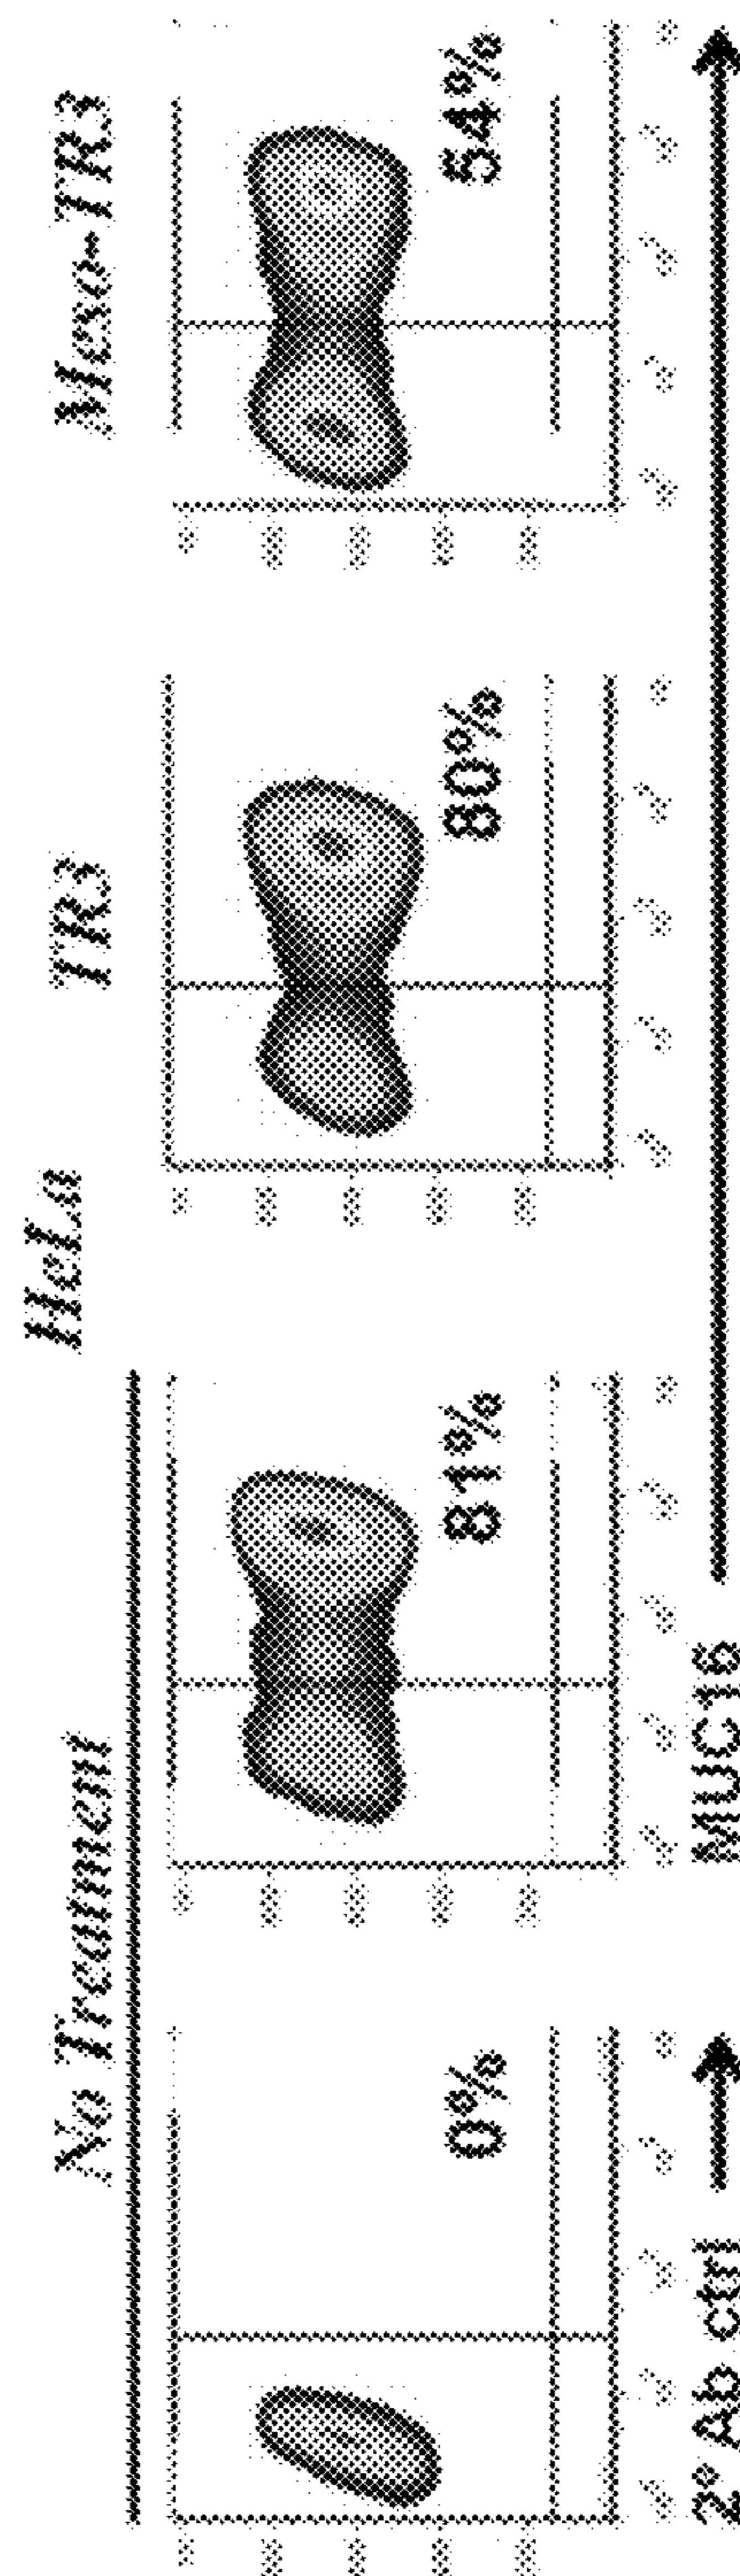 HeLa
No Treatment
TR3
Meso-TR3
0%
81%
80%
54%
2° Ab ctrl
MUC16